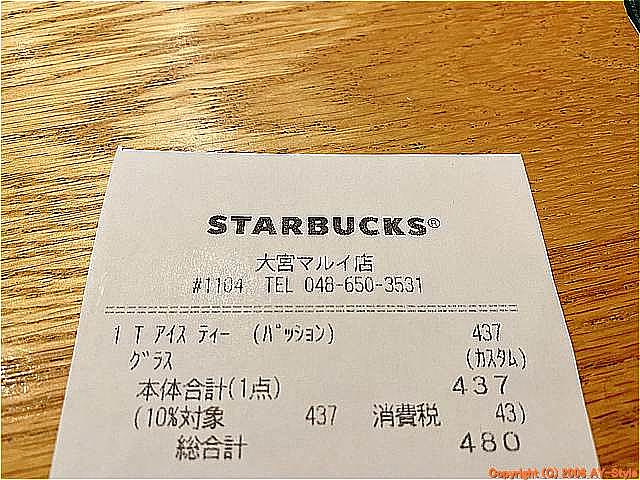 STARBUCKS®
大宮マルイ店
#1104 TEL 048-650-3531
1 T ｱｲｽ ﾃｨｰ (ﾊﾟｯｼｮﾝ) 437
ｸﾞﾗｽ (ｶｽﾀﾑ)
本体合計(1点) 437
(10%対象 437 消費税 43)
総合計 480
Copyright (C) 2006 AY-Style